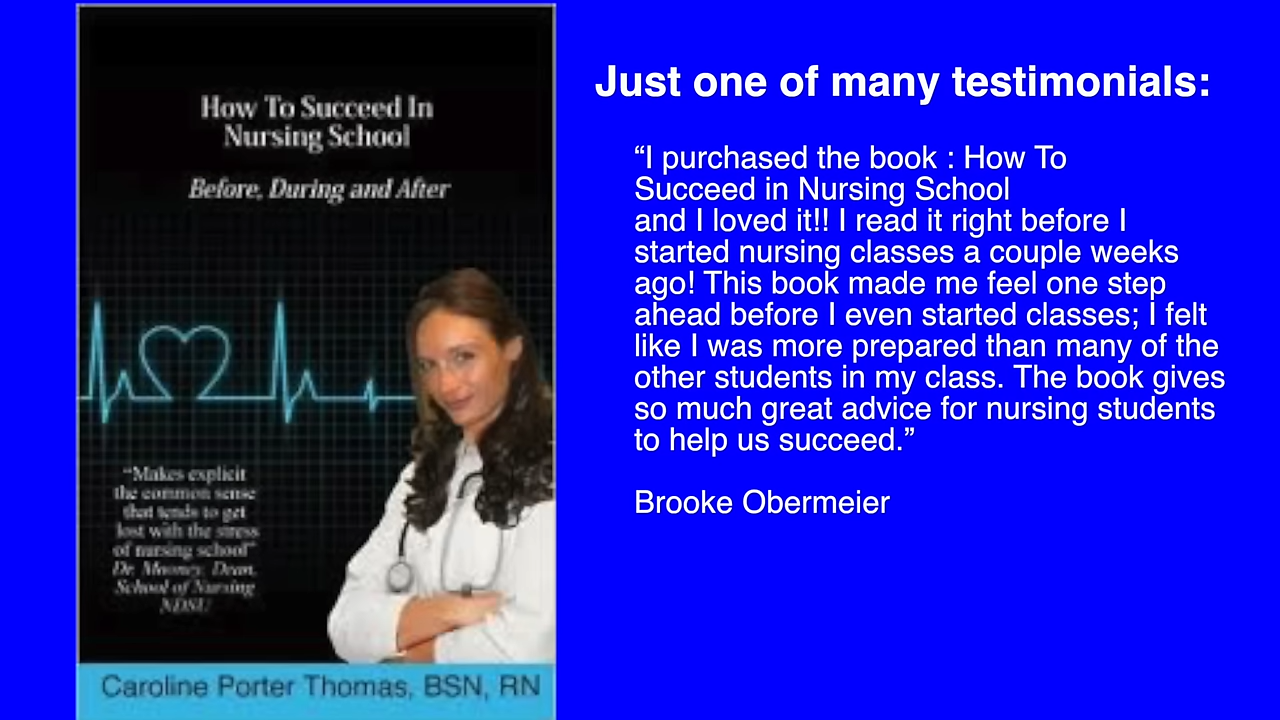 How To Succeed In
Nursing School
Before, During and After
"Makes explicit
the common sense
that tends to get
lost with the stress
of nursing school"
Dr. Mooney, Dean,
School of Nursing
NDSU
Caroline Porter Thomas, BSN, RN
Just one of many testimonials:
“I purchased the book : How To
Succeed in Nursing School
and I loved it!! I read it right before I
started nursing classes a couple weeks
ago! This book made me feel one step
ahead before I even started classes; I felt
like I was more prepared than many of the
other students in my class. The book gives
so much great advice for nursing students
to help us succeed.”
Brooke Obermeier